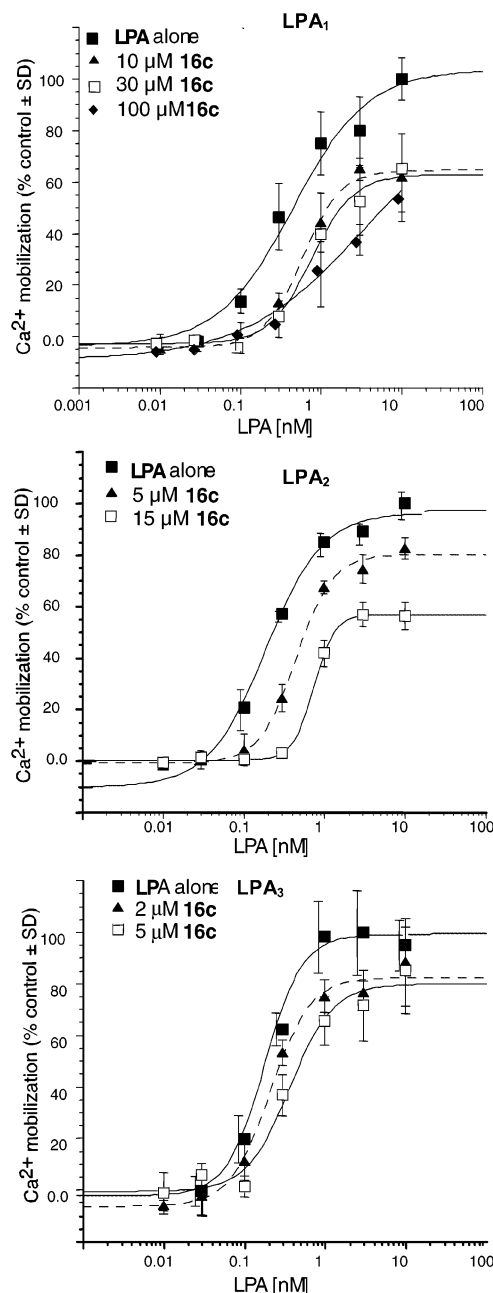 LPA₁
LPA alone
10 µM 16c
30 µM 16c
100 µM16c
Ca2+ mobilization (% control ± SD)
100
80
60
40
20
0.0
0.001 0.01 0.1 1 10 100
LPA [nM]
LPA₂
LPA alone
5 µM 16c
15 µM 16c
Ca2+ mobilization (% control ± SD)
100
80
60
40
20
0.0
0.01 0.1 1 10 100
LPA [nM]
LPA alone LPA₃
2 µM 16c
5 µM 16c
Ca2+ mobilization (% control ± SD)
100
80
60
40
20
0.0
0.01 0.1 1 10 100
LPA [nM]